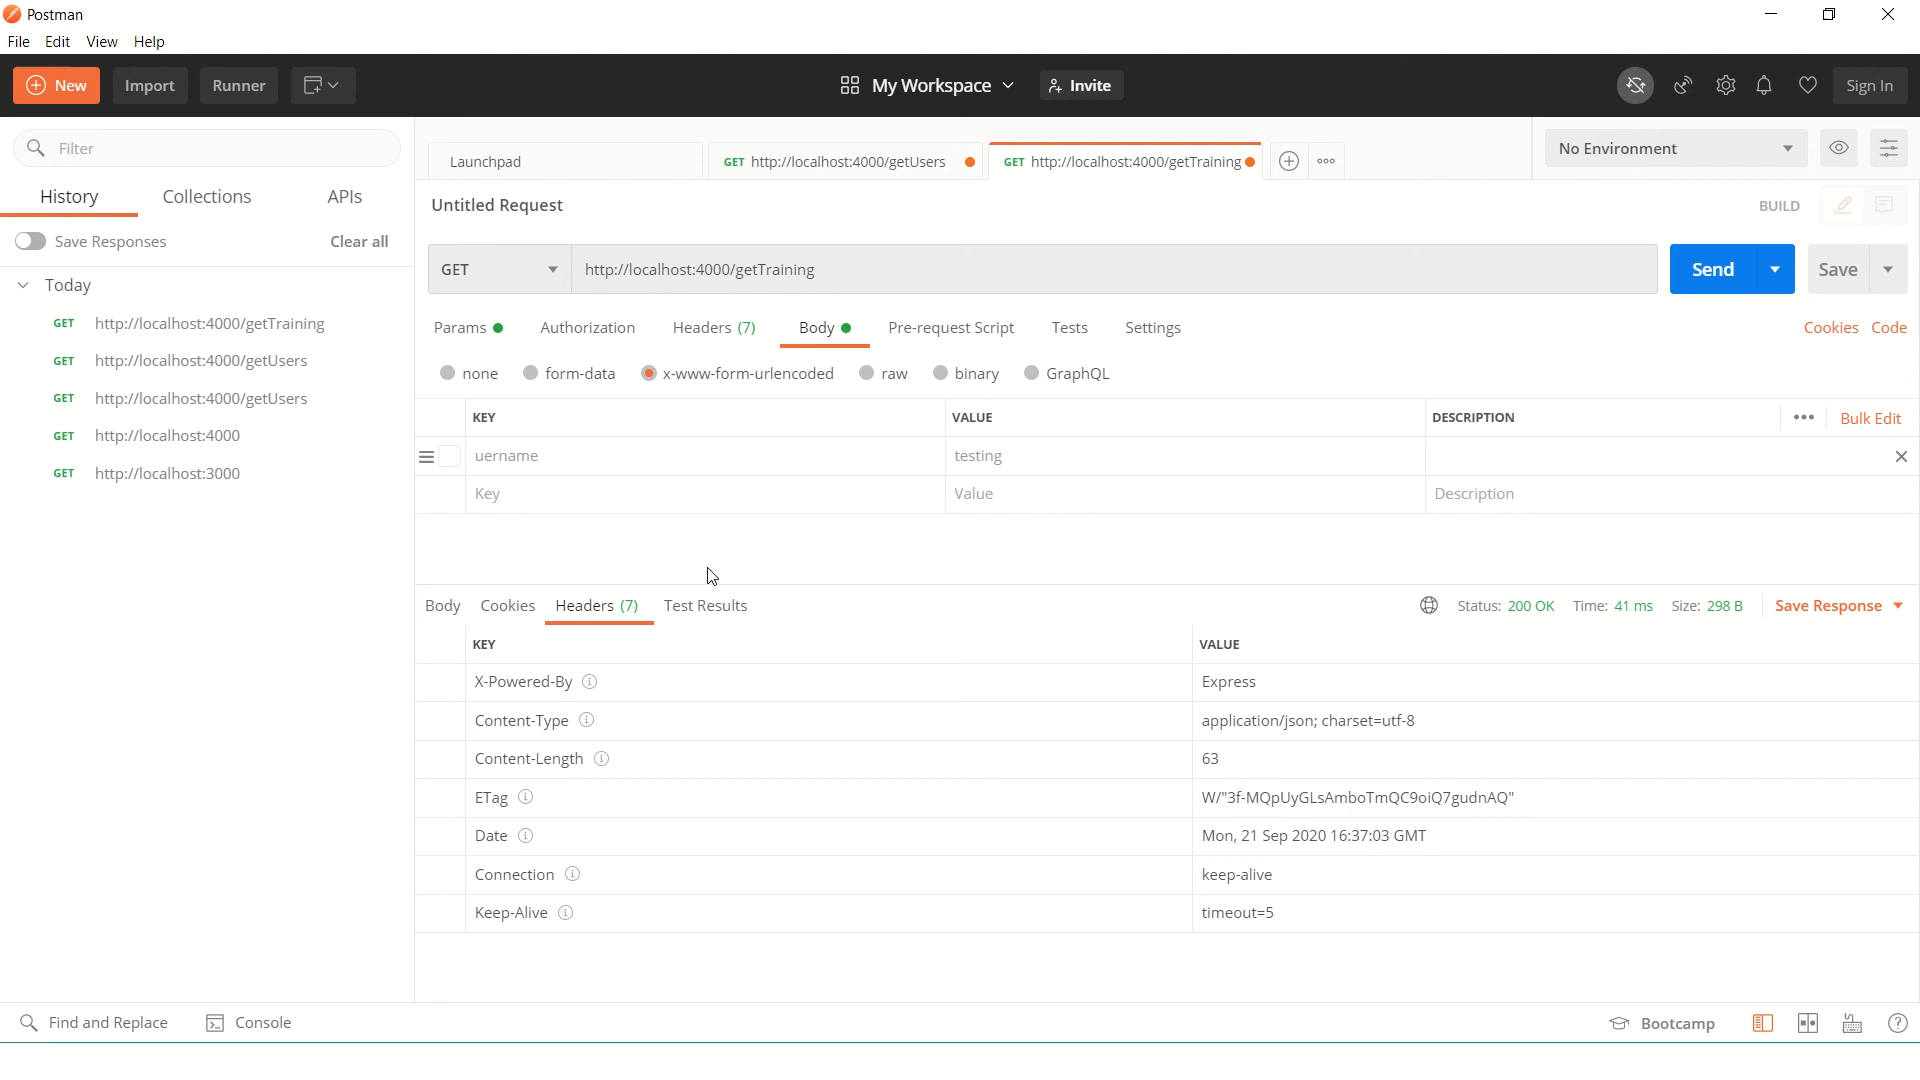 Postman
File Edit View Help
New Import Runner My Workspace Invite Sign In
Filter
History Collections APIs
Save Responses Clear all
Today
GET http://localhost:4000/getTraining
GET http://localhost:4000/getUsers
GET http://localhost:4000/getUsers
GET http://localhost:4000
GET http://localhost:3000
Launchpad GET http://localhost:4000/getUsers GET http://localhost:4000/getTraining No Environment
Untitled Request BUILD
GET http://localhost:4000/getTraining Send Save
Params Authorization Headers (7) Body Pre-request Script Tests Settings Cookies Code
none form-data x-www-form-urlencoded raw binary GraphQL
KEY VALUE DESCRIPTION Bulk Edit
uername testing
Key Value Description
Body Cookies Headers (7) Test Results Status: 200 OK Time: 41 ms Size: 298 B Save Response
KEY VALUE
X-Powered-By Express
Content-Type application/json; charset=utf-8
Content-Length 63
ETag W/"3f-MQpUyGLsAmboTmQC9oiQ7gudnAQ"
Date Mon, 21 Sep 2020 16:37:03 GMT
Connection keep-alive
Keep-Alive timeout=5
Find and Replace Console Bootcamp